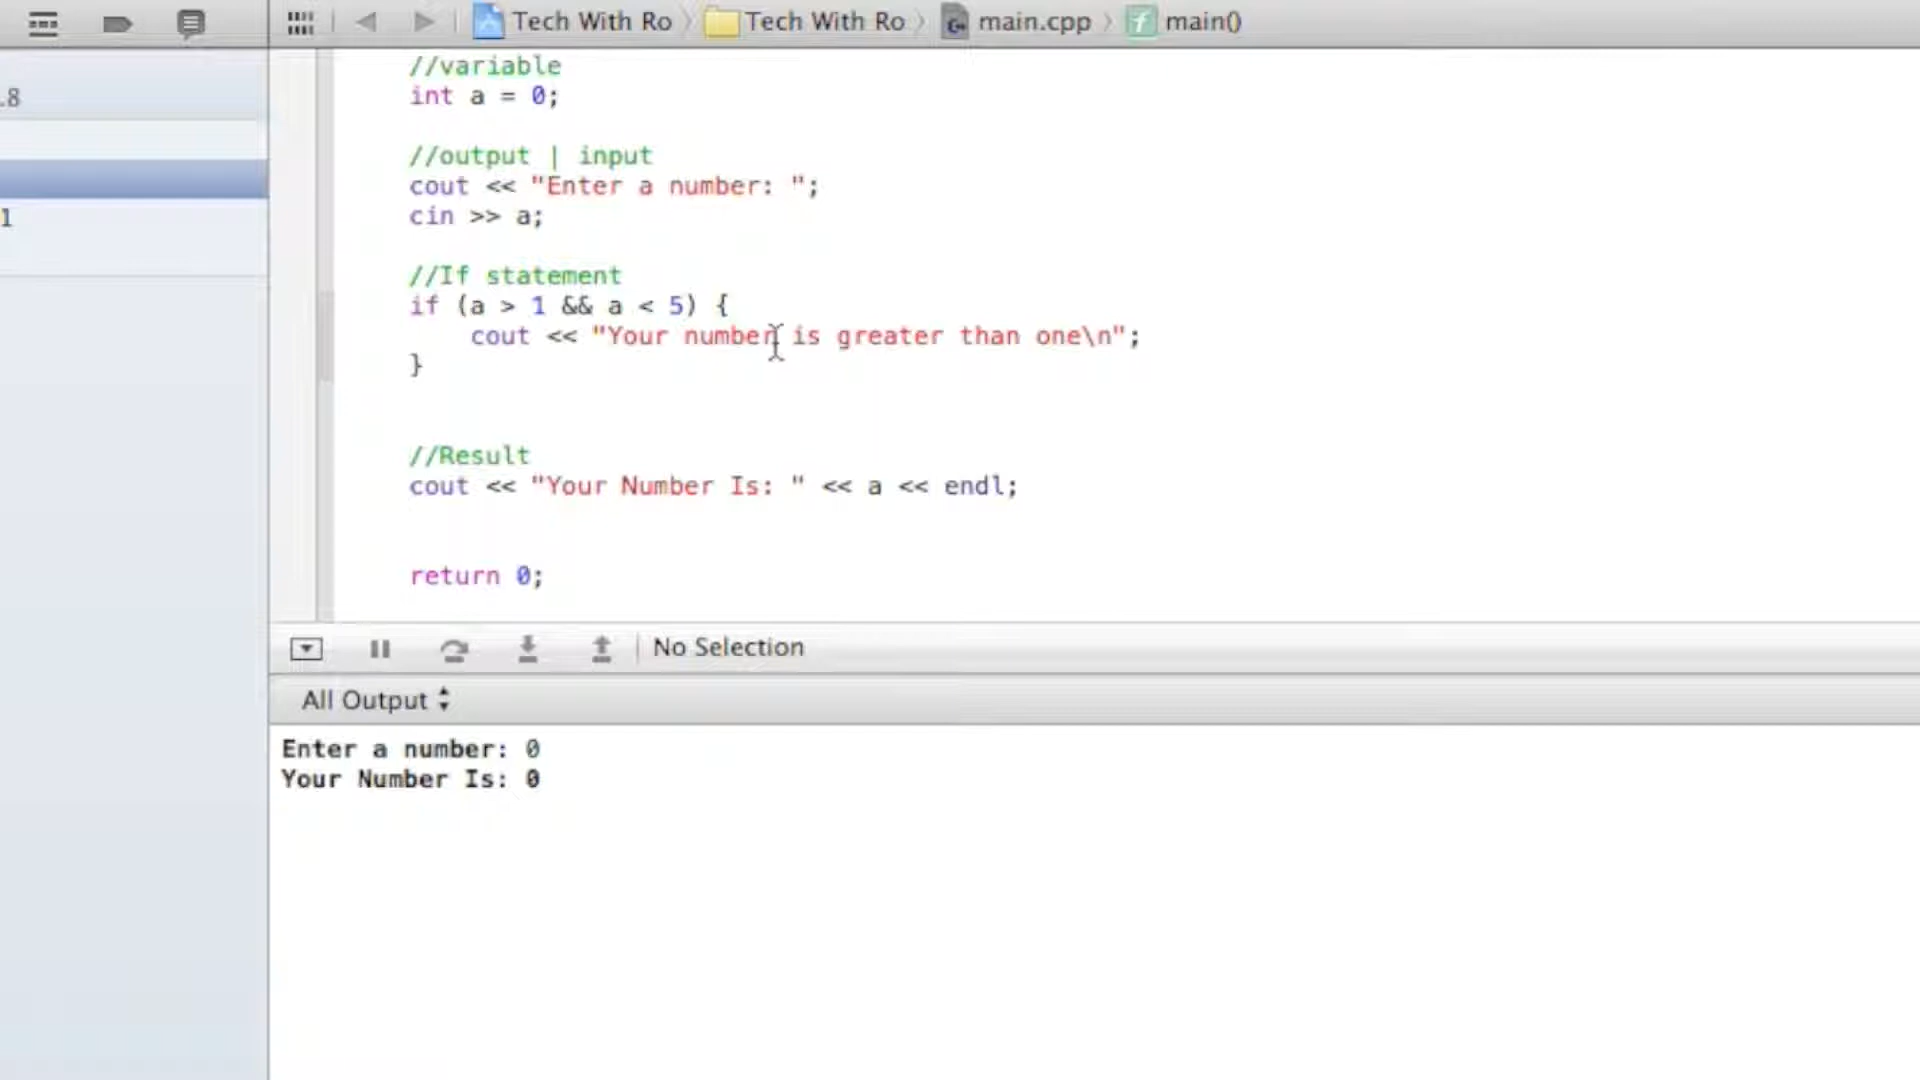 Tech With Ro Tech With Ro main.cpp main()
.8
1
//variable
int a = 0;
//output | input
cout << "Enter a number: ";
cin >> a;
//If statement
if (a > 1 && a < 5) {
cout << "Your number is greater than one\n";
}
//Result
cout << "Your Number Is: " << a << endl;
return 0;
No Selection
All Output
Enter a number: 0
Your Number Is: 0